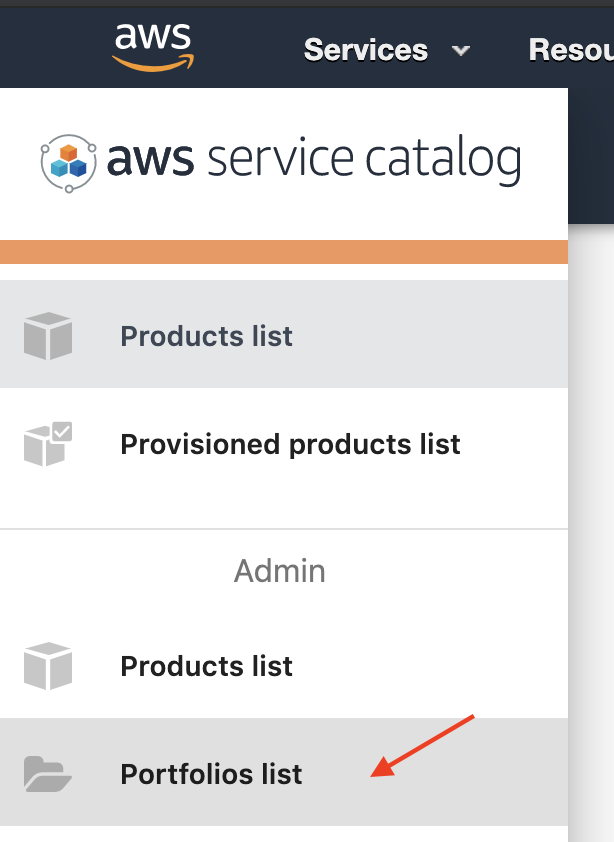 aws
Services
Resou
aws service catalog
Products list
Provisioned products list
Admin
Products list
Portfolios list